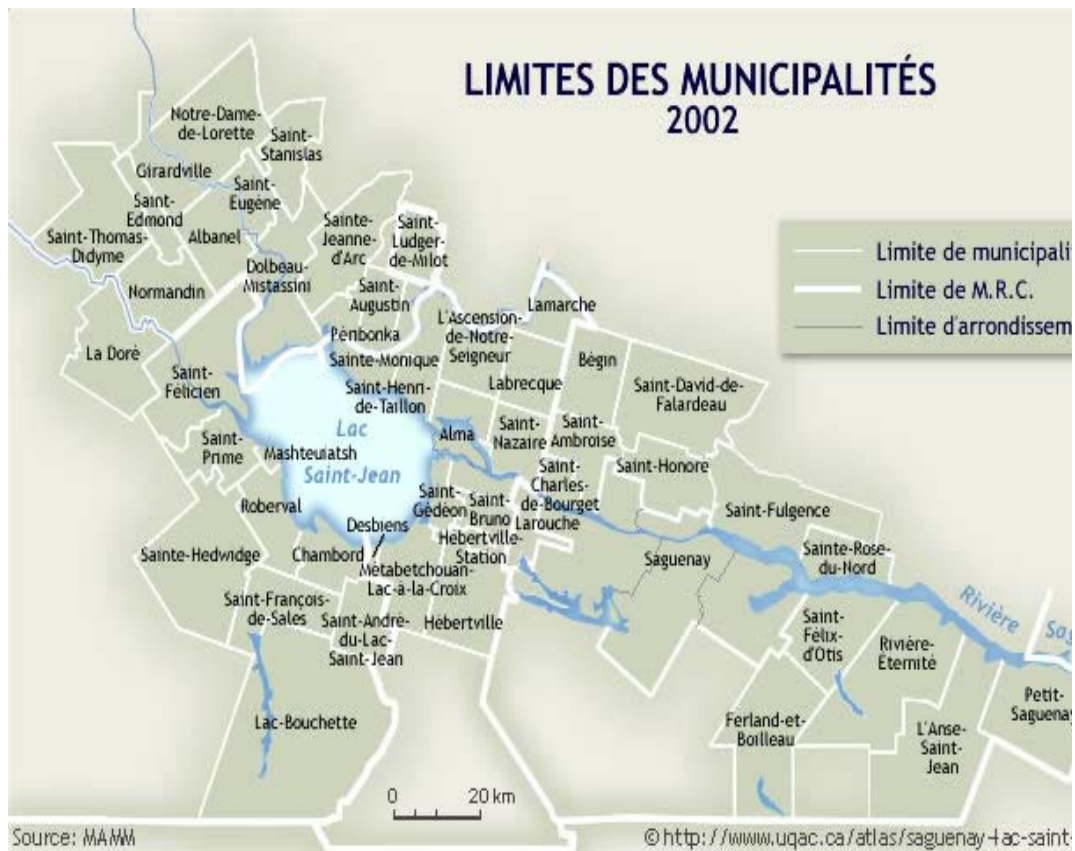 LIMITES DES MUNICIPALITÉS
2002
Notre-Dame-
de-Lorette
Saint-
Stanislas
Girardville
Saint-
Eugène
Saint-
Edmond
Saint-Thomas-
Didyme
Albanel
Sainte-
Jeanne-
d'Arc
Saint-
Ludger-
de-Milot
Dolbeau-
Mistassini
Normandin
Saint-
Augustin
Lamarche
L'Ascension-
de-Notre-
Seigneur
Péribonka
La Doré
Sainte-Monique
Bégin
Saint-
Félicien
Saint-Henri-
de-Taillon
Labrecque
Saint-David-de-
Falardeau
Lac
Saint-Jean
Alma
Saint-
Nazaire
Saint-
Ambroise
Saint-
Prime
Mashteuiatsh
Saint-
Charles-
de-Bourget
Saint-Honore
Roberval
Saint-
Gédéon
Saint-
Bruno
Larouche
Saint-Fulgence
Desbiens
Hébertville-
Station
Sainte-Hedwidge
Chambord
Saguenay
Sainte-Rose-
du-Nord
Métabetchouan-
Lac-à-la-Croix
Saint-François-
de-Sales
Saint-André-
du-Lac-
Saint-Jean
Hébertville
Saint-
Félix-
d'Otis
Rivière-
Éternité
Rivière
Sag
Petit-
Saguenay
Lac-Bouchette
Ferland-et-
Boilleau
L'Anse-
Saint-
Jean
Limite de municipalit
Limite de M.R.C.
Limite d'arrondissem
0 20 km
Source: MAMM
©http://www.uqac.ca/atlas/saguenay-lac-saint-